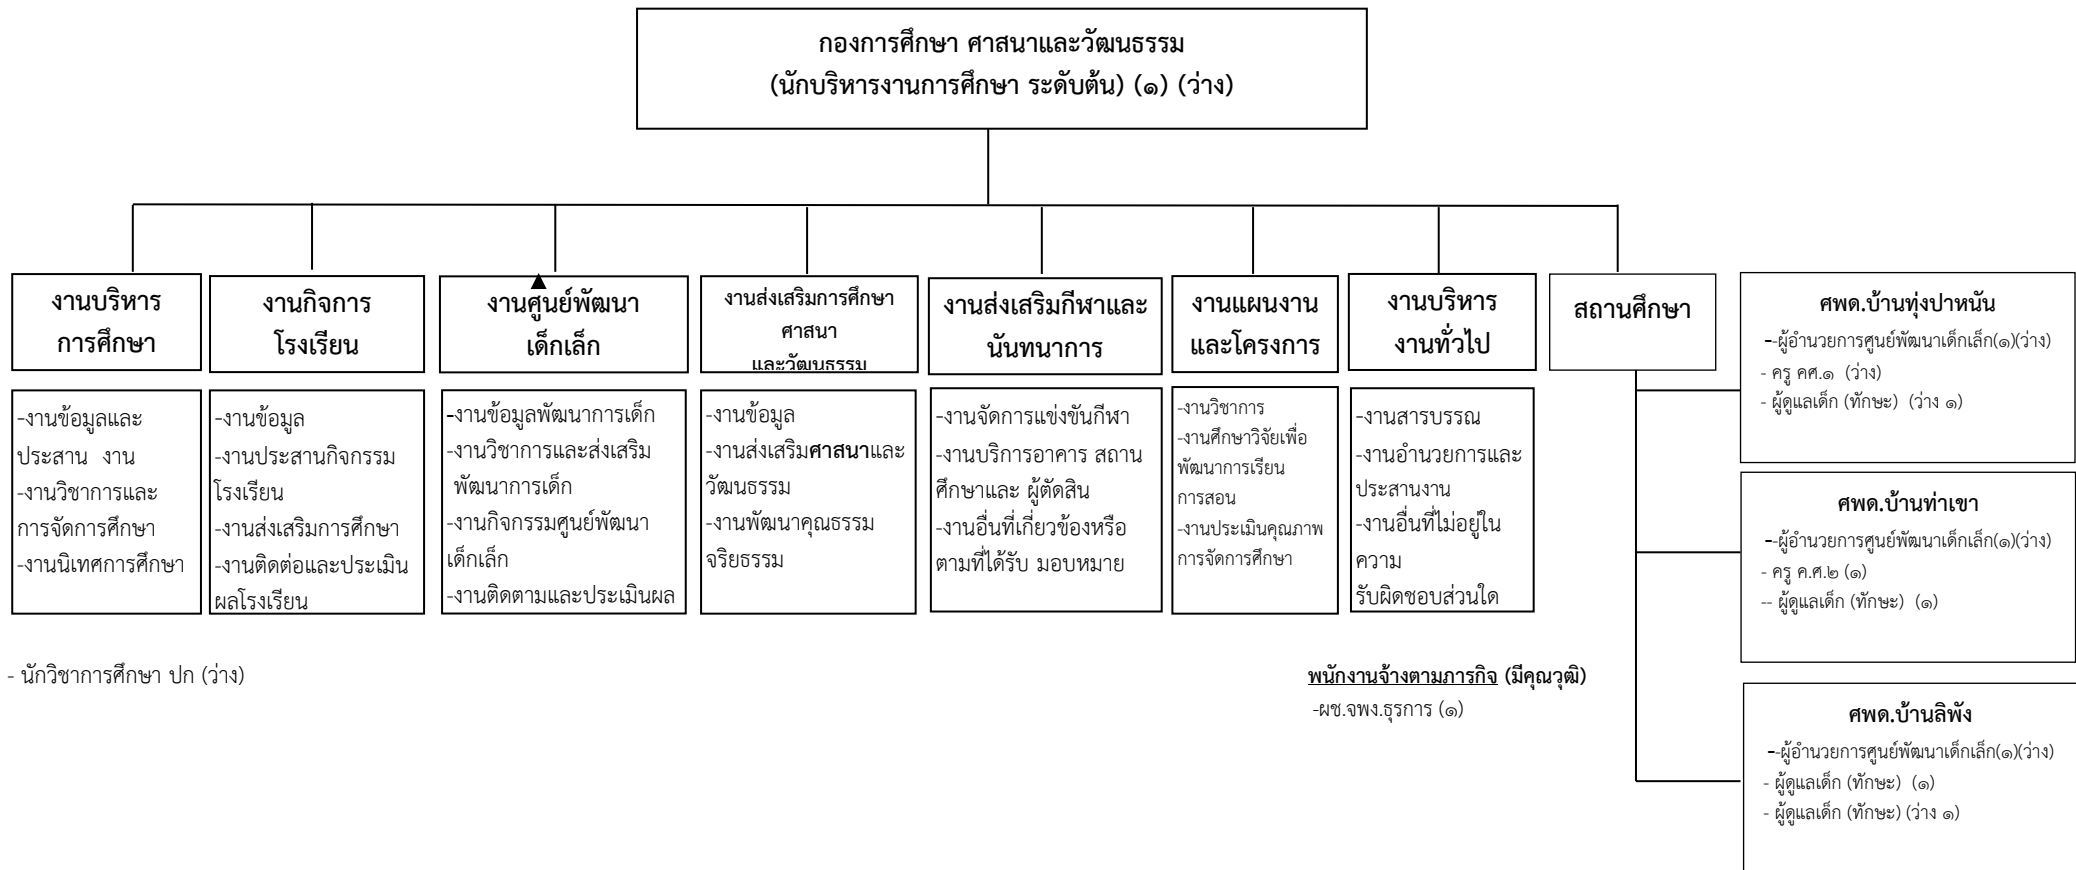 กองการศึกษา ศาสนาและวัฒนธรรม
(นักบริหารงานการศึกษา ระดับต้น) (๑) (ว่าง)
งานบริหาร
การศึกษา
-งานข้อมูลและ
ประสาน งาน
-งานวิชาการและ
การจัดการศึกษา
-งานนิเทศการศึกษา
งานกิจการ
โรงเรียน
-งานข้อมูล
-งานประสานกิจกรรม
โรงเรียน
-งานส่งเสริมการศึกษา
-งานติดต่อและประเมิน
ผลโรงเรียน
งานศูนย์พัฒนา
เด็กเล็ก
-งานข้อมูลพัฒนาการเด็ก
-งานวิชาการและส่งเสริม
พัฒนาการเด็ก
-งานกิจกรรมศูนย์พัฒนา
เด็กเล็ก
-งานติดตามและประเมินผล
งานส่งเสริมการศึกษา
ศาสนา
และวัฒนธรรม
-งานข้อมูล
-งานส่งเสริมศาสนาและ
วัฒนธรรม
-งานพัฒนาคุณธรรม
จริยธรรม
งานส่งเสริมกีฬาและ
นันทนาการ
-งานจัดการแข่งขันกีฬา
-งานบริการอาคาร สถาน
ศึกษาและ ผู้ตัดสิน
-งานอื่นที่เกี่ยวข้องหรือ
ตามที่ได้รับ มอบหมาย
งานแผนงาน
และโครงการ
-งานวิชาการ
-งานศึกษาวิจัยเพื่อ
พัฒนาการเรียน
การสอน
-งานประเมินคุณภาพ
การจัดการศึกษา
งานบริหาร
งานทั่วไป
-งานสารบรรณ
-งานอำนวยการและ
ประสานงาน
-งานอื่นที่ไม่อยู่ใน
ความ
รับผิดชอบส่วนใด
สถานศึกษา
ศพด.บ้านทุ่งปาหนัน
--ผู้อำนวยการศูนย์พัฒนาเด็กเล็ก(๑)(ว่าง)
- ครู คศ.๑ (ว่าง)
- ผู้ดูแลเด็ก (ทักษะ) (ว่าง ๑)
ศพด.บ้านท่าเขา
--ผู้อำนวยการศูนย์พัฒนาเด็กเล็ก(๑)(ว่าง)
- ครู ค.ศ.๒ (๑)
-- ผู้ดูแลเด็ก (ทักษะ) (๑)
ศพด.บ้านลิพัง
--ผู้อำนวยการศูนย์พัฒนาเด็กเล็ก(๑)(ว่าง)
- ผู้ดูแลเด็ก (ทักษะ) (๑)
- ผู้ดูแลเด็ก (ทักษะ) (ว่าง ๑)
- นักวิชาการศึกษา ปก (ว่าง)
พนักงานจ้างตามภารกิจ (มีคุณวุฒิ)
-ผช.จพง.ธุรการ (๑)